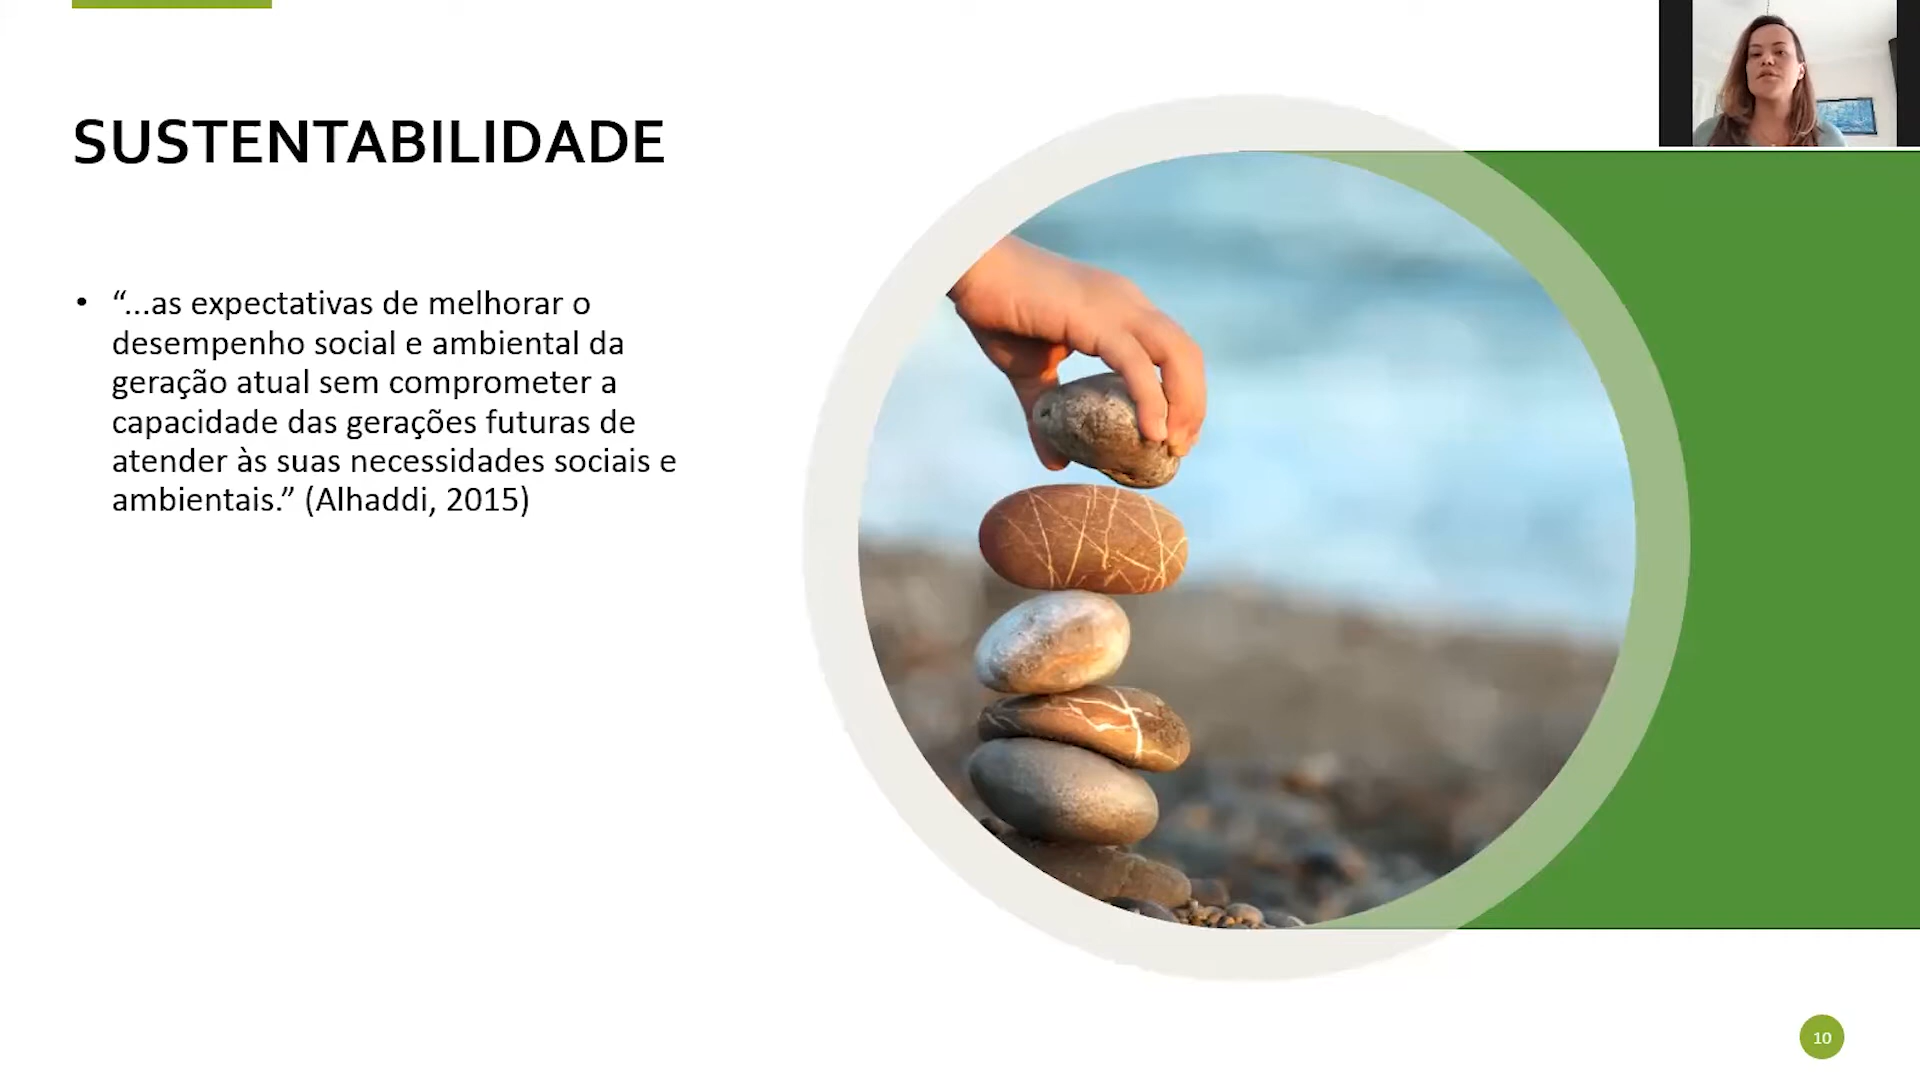 SUSTENTABILIDADE
• “...as expectativas de melhorar o
desempenho social e ambiental da
geração atual sem comprometer a
capacidade das gerações futuras de
atender às suas necessidades sociais e
ambientais.” (Alhaddi, 2015)
10